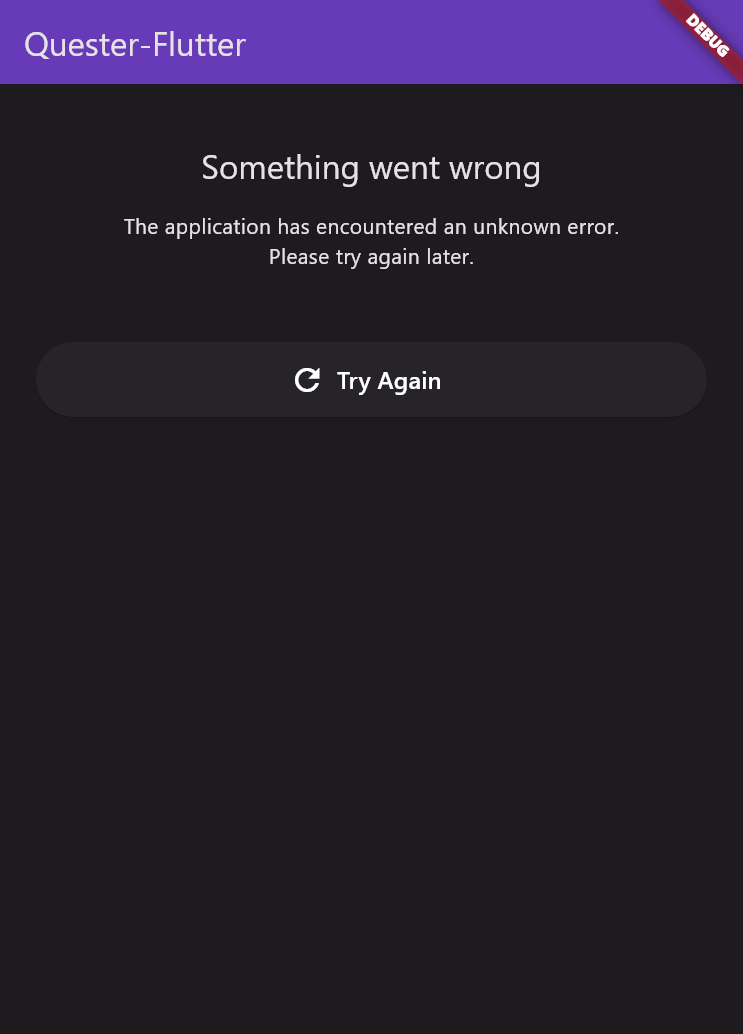 Quester-Flutter
DEBUG
Something went wrong
The application has encountered an unknown error.
Please try again later.
Try Again